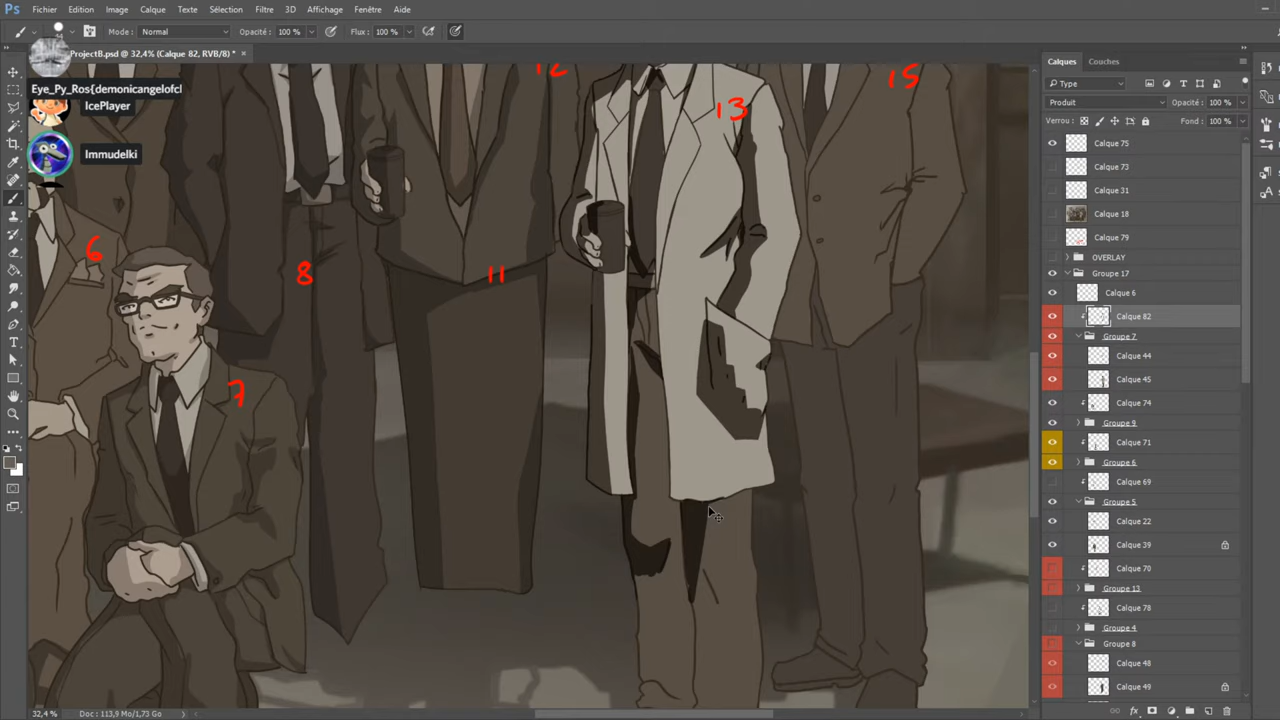 Ps Fichier Edition Image Calque Texte Sélection Filtre 3D Affichage Fenêtre Aide
Mode : Normal Opacité : 100 % Flux : 100 %
ProjectB.psd @ 32,4% (Calque 82, RVB/8) * ×
Eye_Py_Ros{demonicangelofcl
IcePlayer
Immudelki
12
13
15
6
8
11
7
Calques Couches
Type
Produit Opacité : 100 %
Verrou : Fond : 100 %
Calque 75
Calque 73
Calque 31
Calque 18
Calque 79
OVERLAY
Groupe 17
Calque 6
Calque 82
Groupe 7
Calque 44
Calque 45
Calque 74
Groupe 9
Calque 71
Groupe 6
Calque 69
Groupe 5
Calque 22
Calque 39
Calque 70
Groupe 13
Calque 78
Groupe 4
Groupe 8
Calque 48
Calque 49
32,4% Doc : 113,9 Mo/1,73 Go
fx